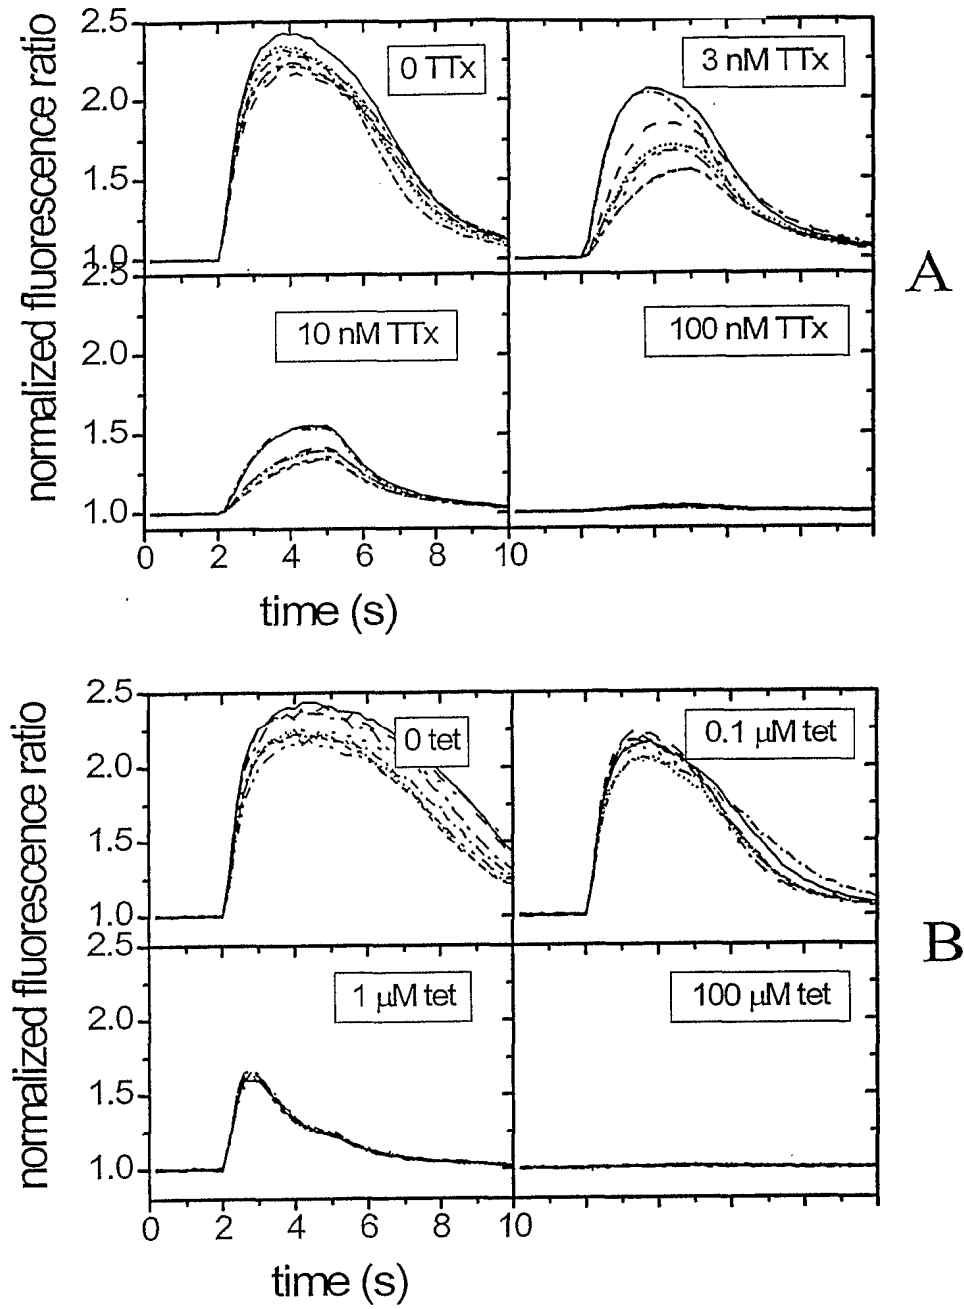 normalized fluorescence ratio
2.5
2.0
1.5
1.0
0 TTx
3 nM TTx
A
2.5
2.0
1.5
1.0
10 nM TTx
100 nM TTx
0 2 4 6 8 10
time (s)
normalized fluorescence ratio
2.5
2.0
1.5
1.0
0 tet
0.1 µM tet
B
2.5
2.0
1.5
1.0
1 µM tet
100 µM tet
0 2 4 6 8 10
time (s)